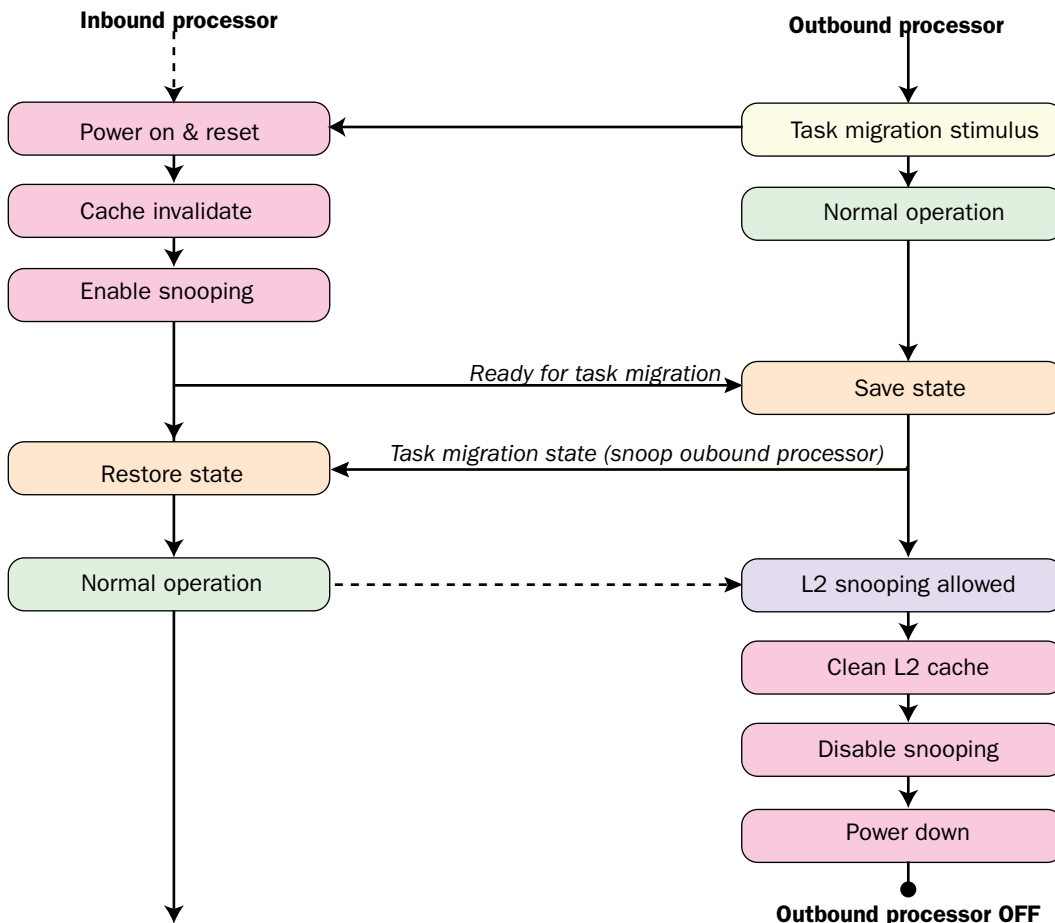 Inbound processor
Outbound processor
Power on & reset
Task migration stimulus
Cache invalidate
Normal operation
Enable snooping
Ready for task migration
Save state
Task migration state (snoop oubound processor)
Restore state
Normal operation
L2 snooping allowed
Clean L2 cache
Disable snooping
Power down
Outbound processor OFF